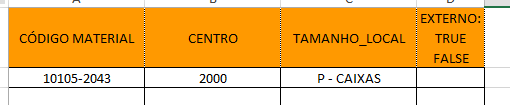 A B C D
CÓDIGO MATERIAL CENTRO TAMANHO_LOCAL EXTERNO:
TRUE
FALSE
10105-2043 2000 P - CAIXAS